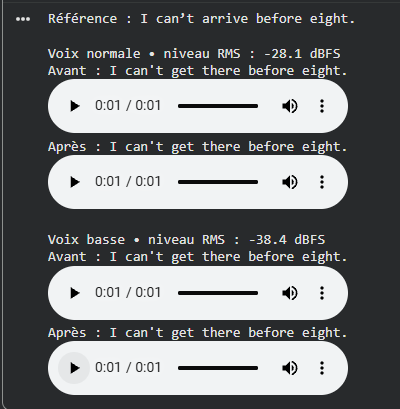 Référence : I can’t arrive before eight.
Voix normale • niveau RMS : -28.1 dBFS
Avant : I can't get there before eight.
0:01 / 0:01
Après : I can't get there before eight.
0:01 / 0:01
Voix basse • niveau RMS : -38.4 dBFS
Avant : I can't get there before eight.
0:01 / 0:01
Après : I can't get there before eight.
0:01 / 0:01